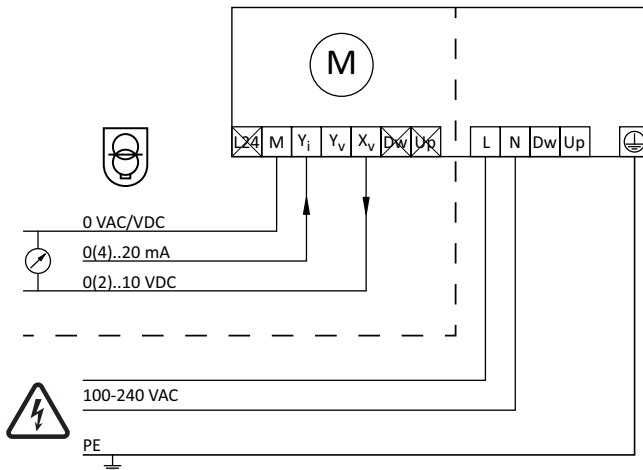 M
L24 M Yi Yv Xv Dw Up L N Dw Up
0 VAC/VDC
0(4)..20 mA
0(2)..10 VDC
100-240 VAC
PE